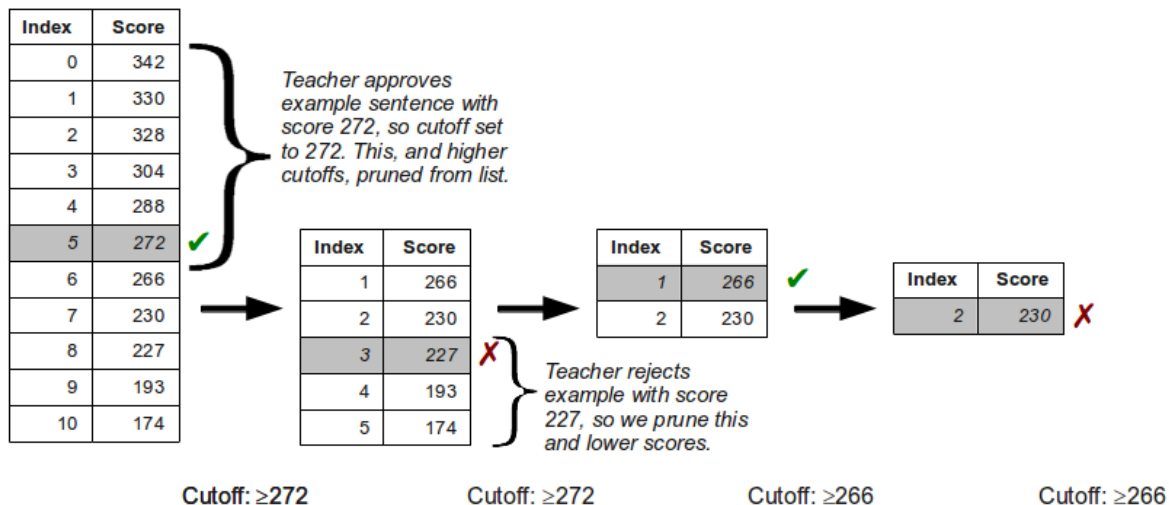 Index Score
0 342
1 330
2 328
3 304
4 288
5 272
6 266
7 230
8 227
9 193
10 174
Teacher approves
example sentence with
score 272, so cutoff set
to 272. This, and higher
cutoffs, pruned from list.
Index Score
1 266
2 230
3 227
4 193
5 174
Teacher rejects
example with score
227, so we prune this
and lower scores.
Index Score
1 266
2 230
Index Score
2 230
Cutoff: ≥272 Cutoff: ≥272 Cutoff: ≥266 Cutoff: ≥266